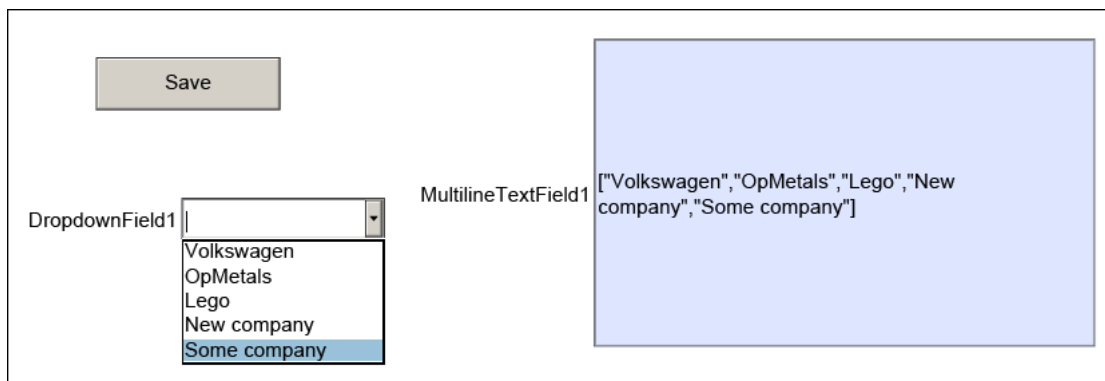 Save
DropdownField1
Volkswagen
OpMetals
Lego
New company
Some company
MultilineTextField1
["Volkswagen","OpMetals","Lego","New
company","Some company"]